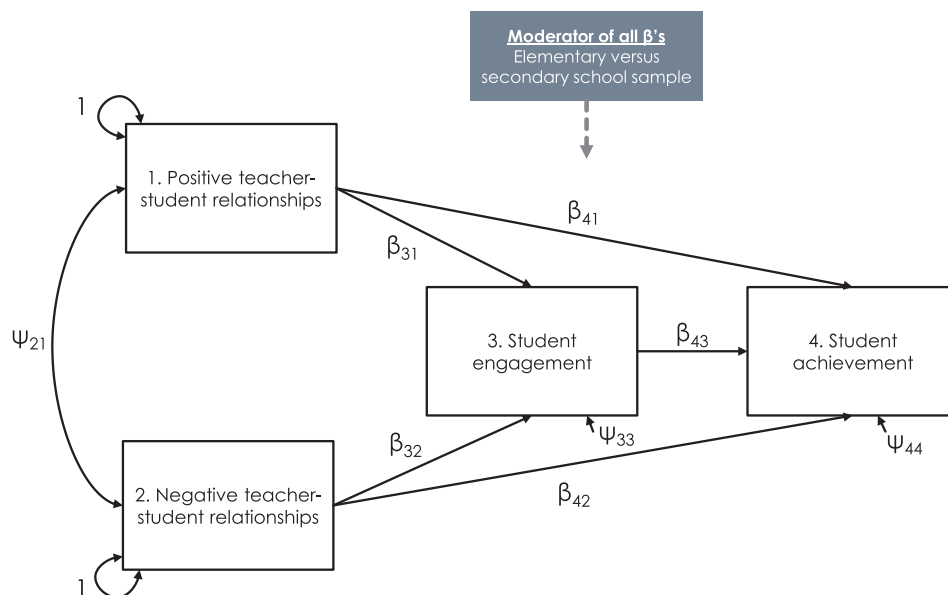 Moderator of all β's
Elementary versus
secondary school sample
1
1. Positive teacher-
student relationships
β41
β31
Ψ21
3. Student
engagement
β43
4. Student
achievement
β32
Ψ33
Ψ44
2. Negative teacher-
student relationships
β42
1